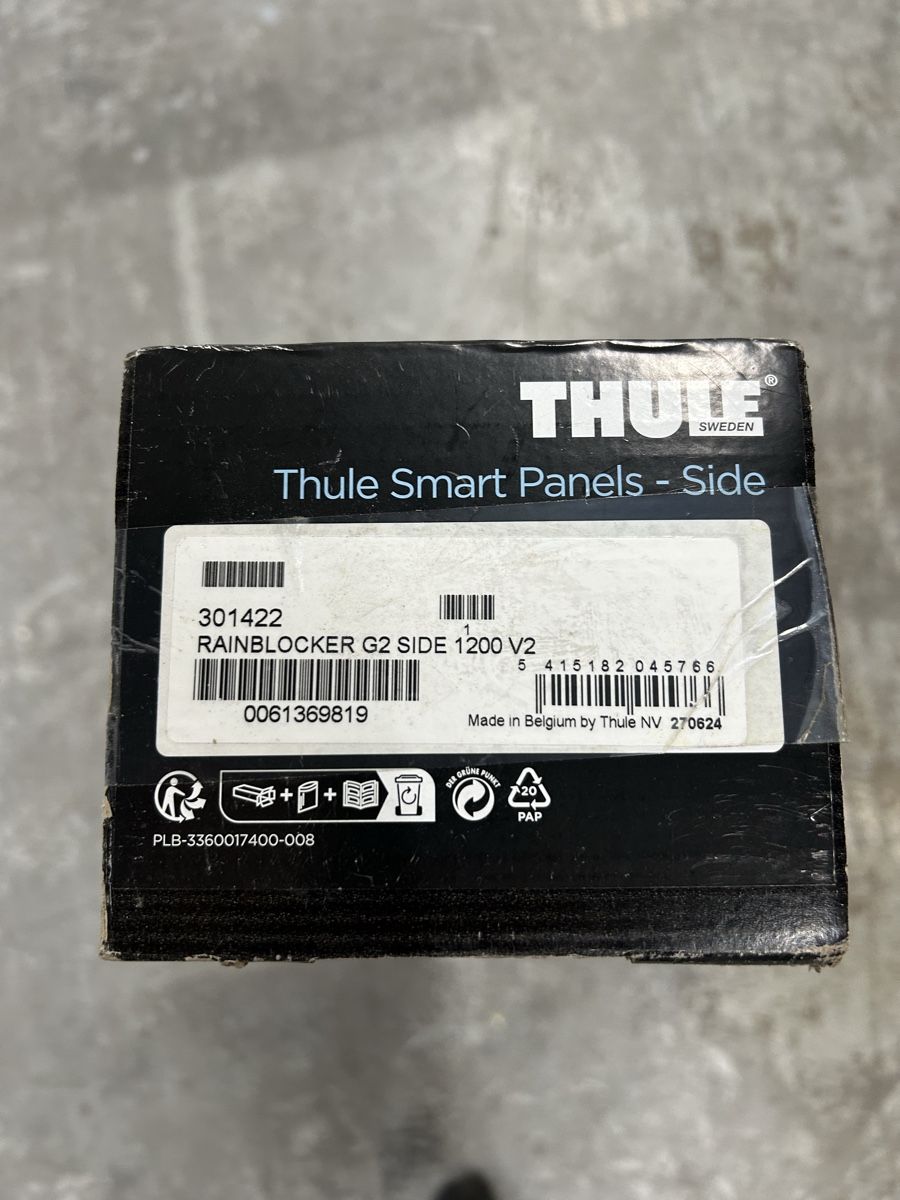 THULE®
SWEDEN
Thule Smart Panels - Side
301422
1
RAINBLOCKER G2 SIDE 1200 V2
5 415182 045766
0061369819
Made in Belgium by Thule NV 270624
DER GRÜNE PUNKT
20
PAP
PLB-3360017400-008